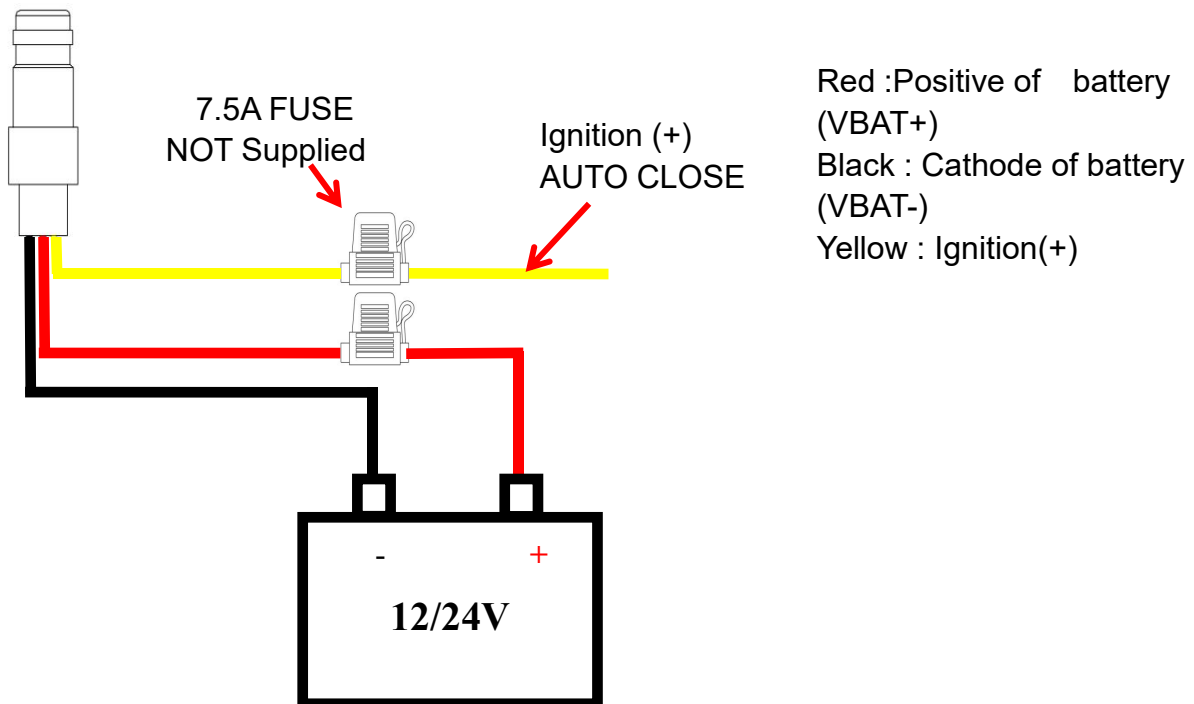 7.5A FUSE
NOT Supplied
Ignition (+)
AUTO CLOSE
Red :Positive of battery
(VBAT+)
Black : Cathode of battery
(VBAT-)
Yellow : Ignition(+)
- +
12/24V